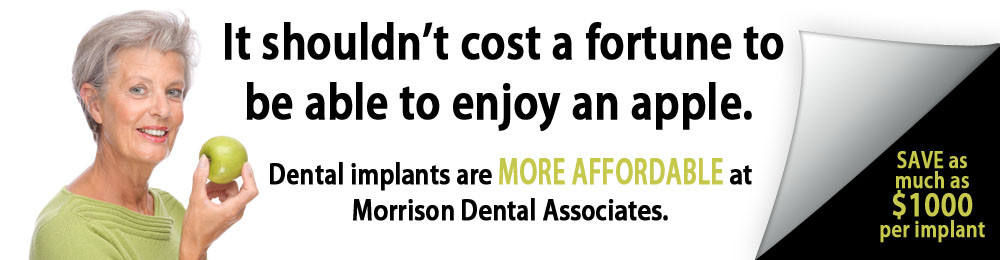 It shouldn’t cost a fortune to
be able to enjoy an apple.
Dental implants are MORE AFFORDABLE at
Morrison Dental Associates.
SAVE as
much as
$1000
per implant